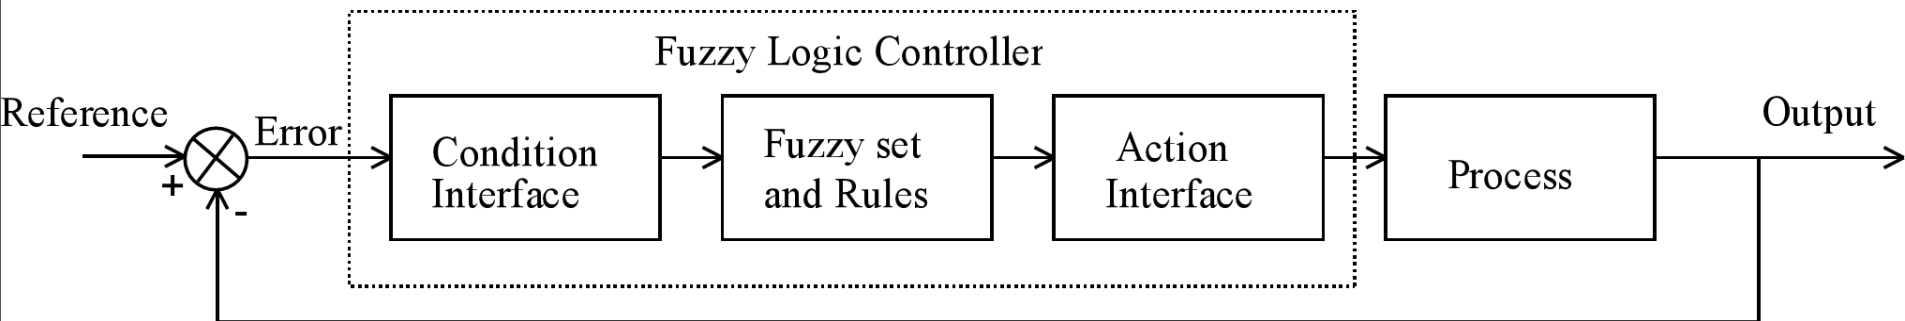 Fuzzy Logic Controller
Reference
+
-
Error
Condition
Interface
Fuzzy set
and Rules
Action
Interface
Process
Output